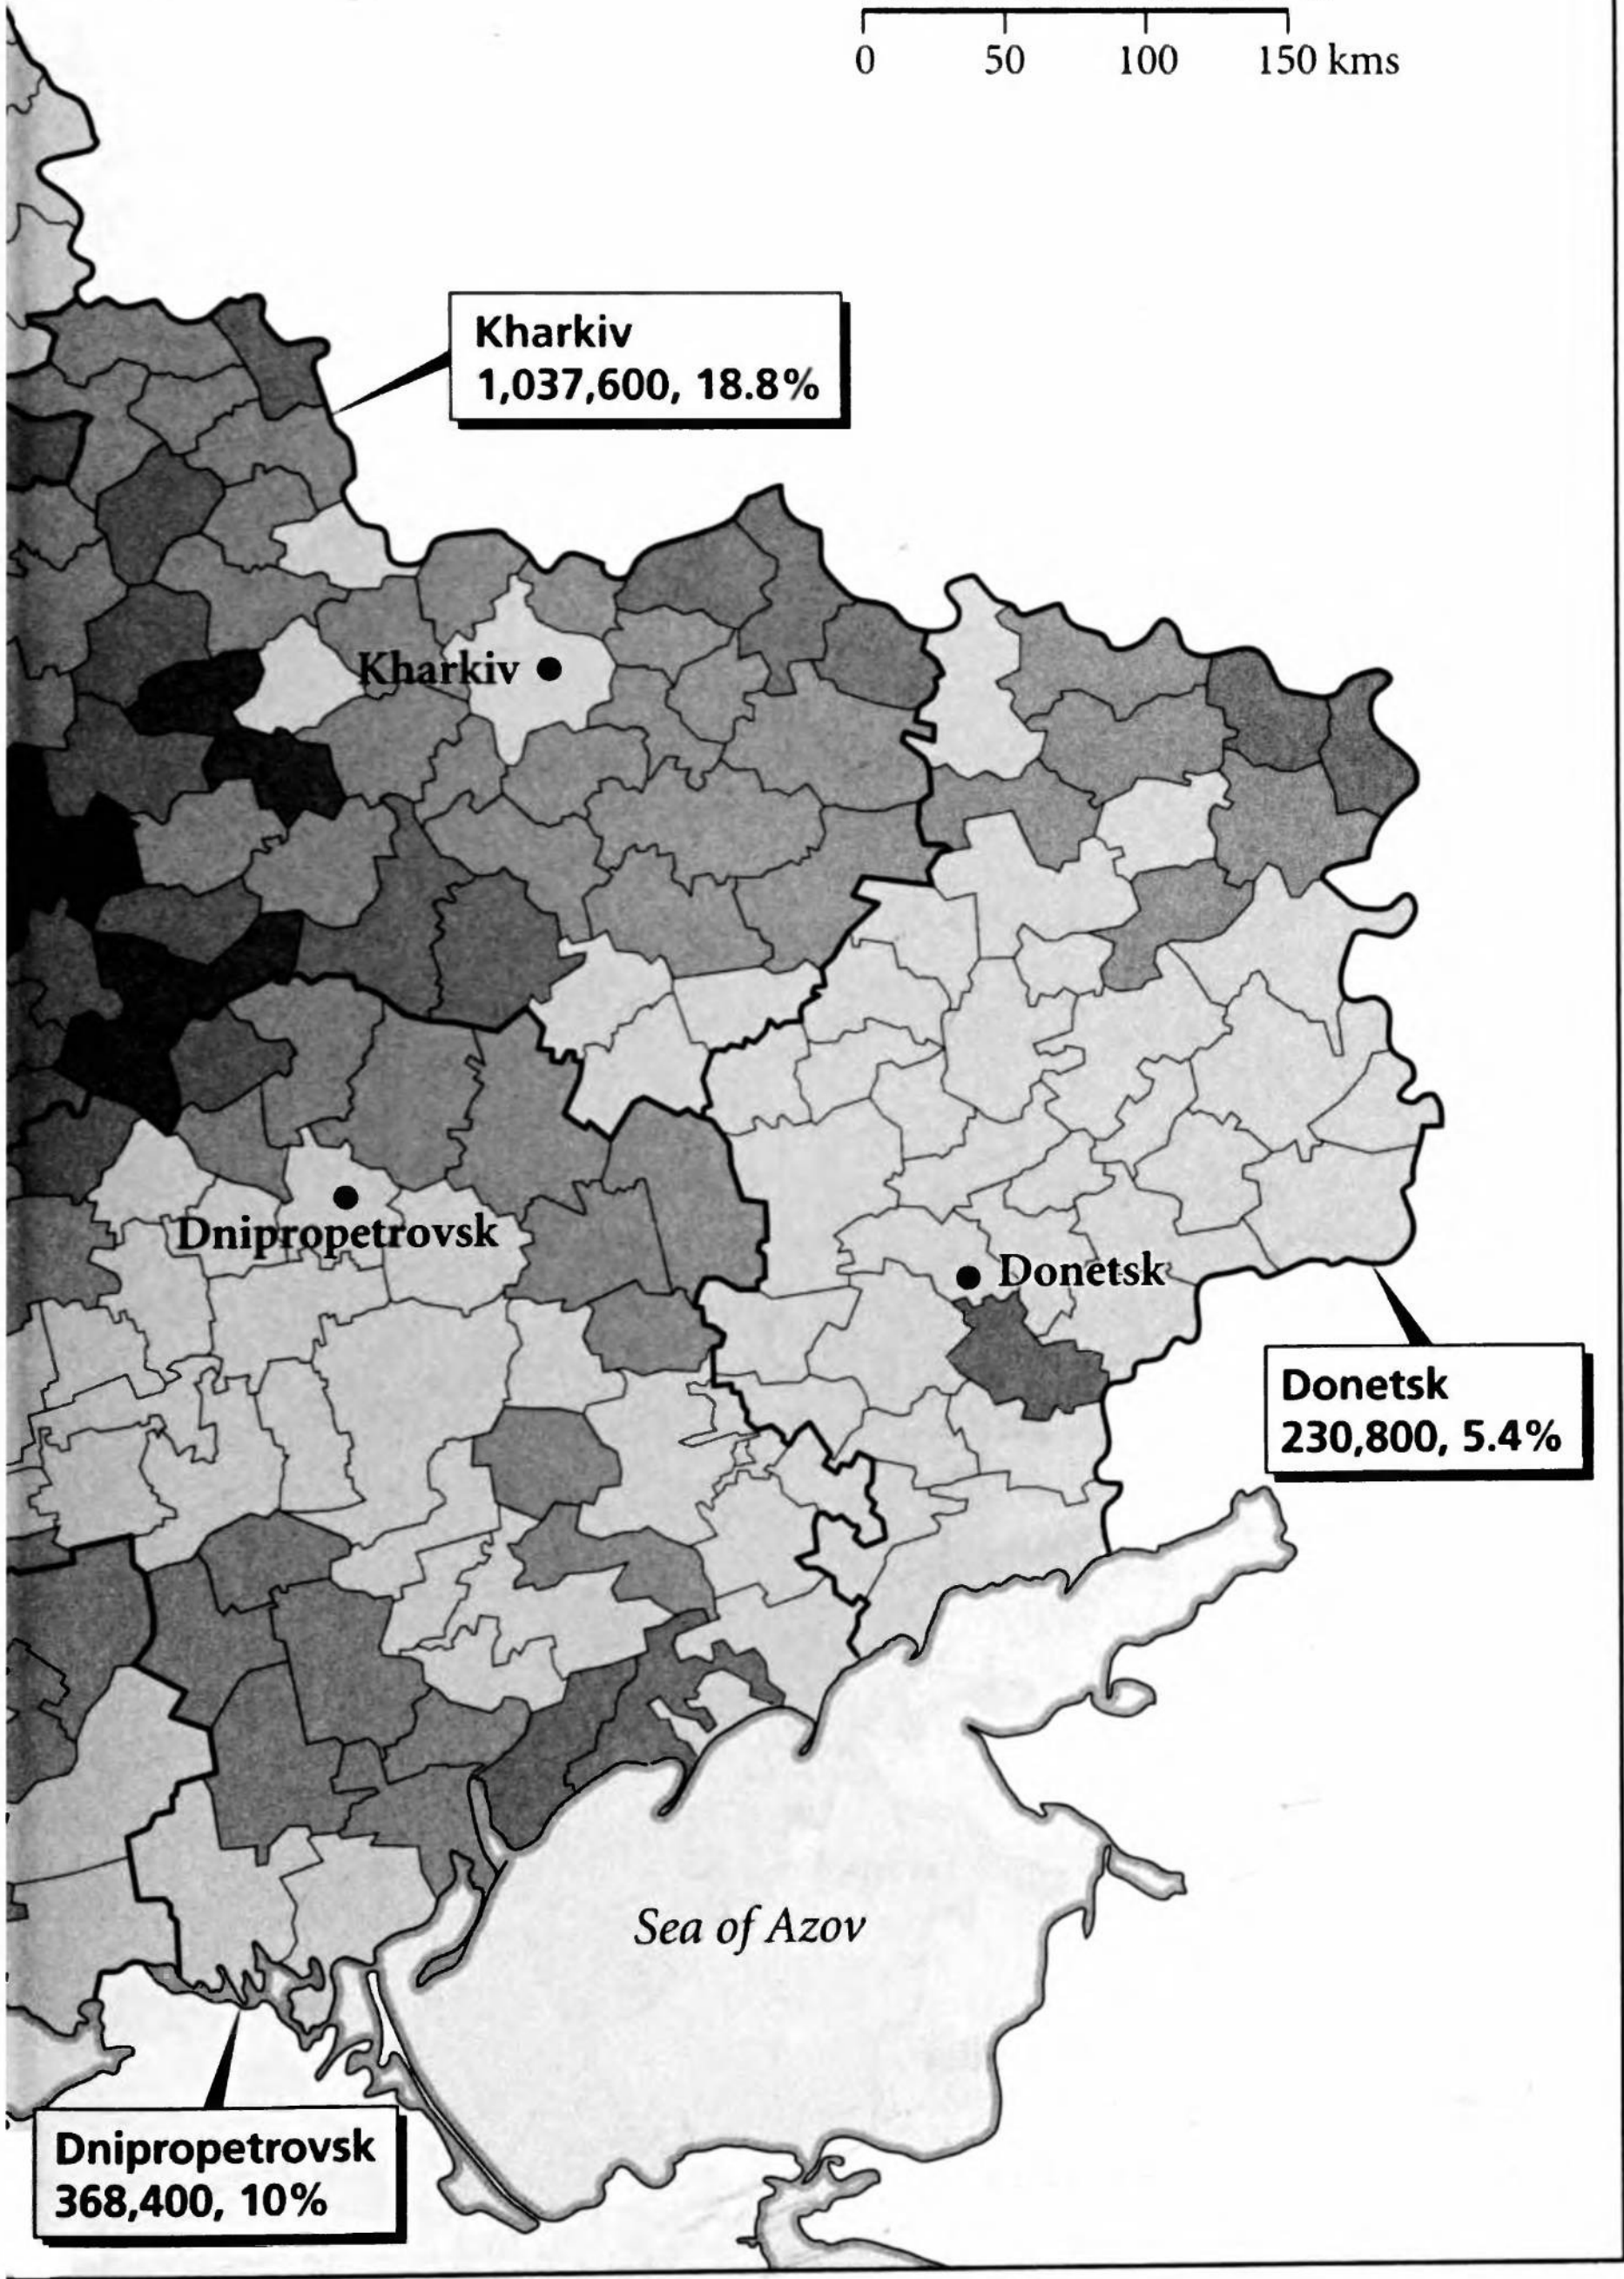 0 50 100 150 kms
Kharkiv
1,037,600, 18.8%
Kharkiv
Dnipropetrovsk
Donetsk
Donetsk
230,800, 5.4%
Sea of Azov
Dnipropetrovsk
368,400, 10%